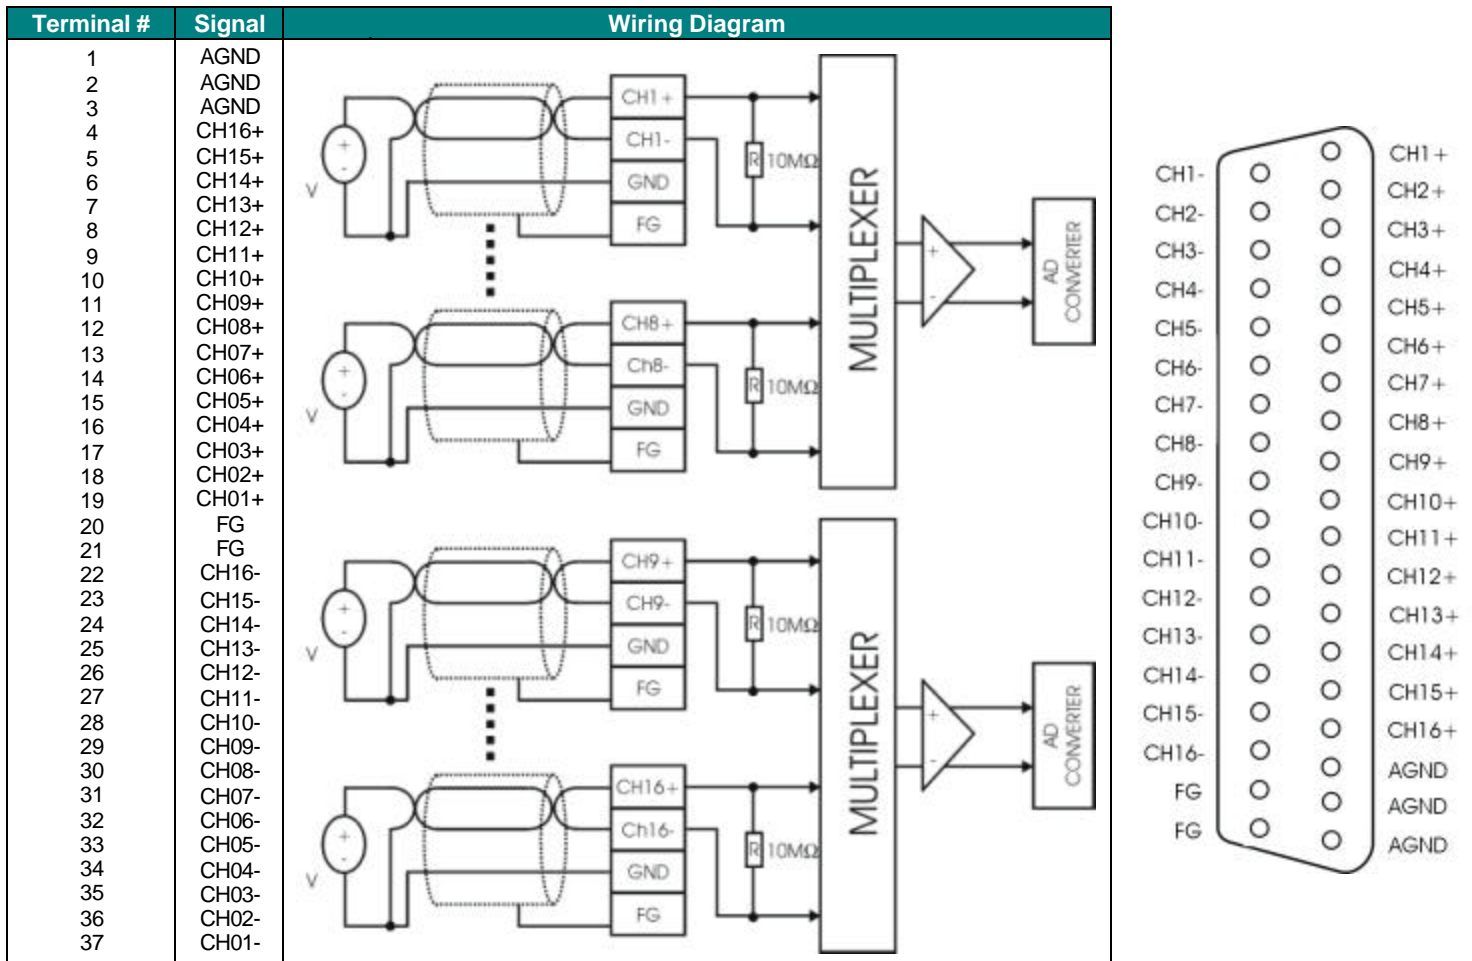 Terminal # Signal Wiring Diagram
1 AGND
2 AGND
3 AGND
4 CH16+
5 CH15+
6 CH14+
7 CH13+
8 CH12+
9 CH11+
10 CH10+
11 CH09+
12 CH08+
13 CH07+
14 CH06+
15 CH05+
16 CH04+
17 CH03+
18 CH02+
19 CH01+
20 FG
21 FG
22 CH16-
23 CH15-
24 CH14-
25 CH13-
26 CH12-
27 CH11-
28 CH10-
29 CH09-
30 CH08-
31 CH07-
32 CH06-
33 CH05-
34 CH04-
35 CH03-
36 CH02-
37 CH01-
+
-
V
CH1+
CH1-
GND
FG
R 10MΩ
+
-
V
CH8+
Ch8-
GND
FG
R 10MΩ
MULTIPLEXER
+
-
AD
CONVERTER
+
-
V
CH9+
CH9-
GND
FG
R 10MΩ
+
-
V
CH16+
Ch16-
GND
FG
R 10MΩ
MULTIPLEXER
+
-
AD
CONVERTER
CH1-
CH2-
CH3-
CH4-
CH5-
CH6-
CH7-
CH8-
CH9-
CH10-
CH11-
CH12-
CH13-
CH14-
CH15-
CH16-
FG
FG
CH1+
CH2+
CH3+
CH4+
CH5+
CH6+
CH7+
CH8+
CH9+
CH10+
CH11+
CH12+
CH13+
CH14+
CH15+
CH16+
AGND
AGND
AGND